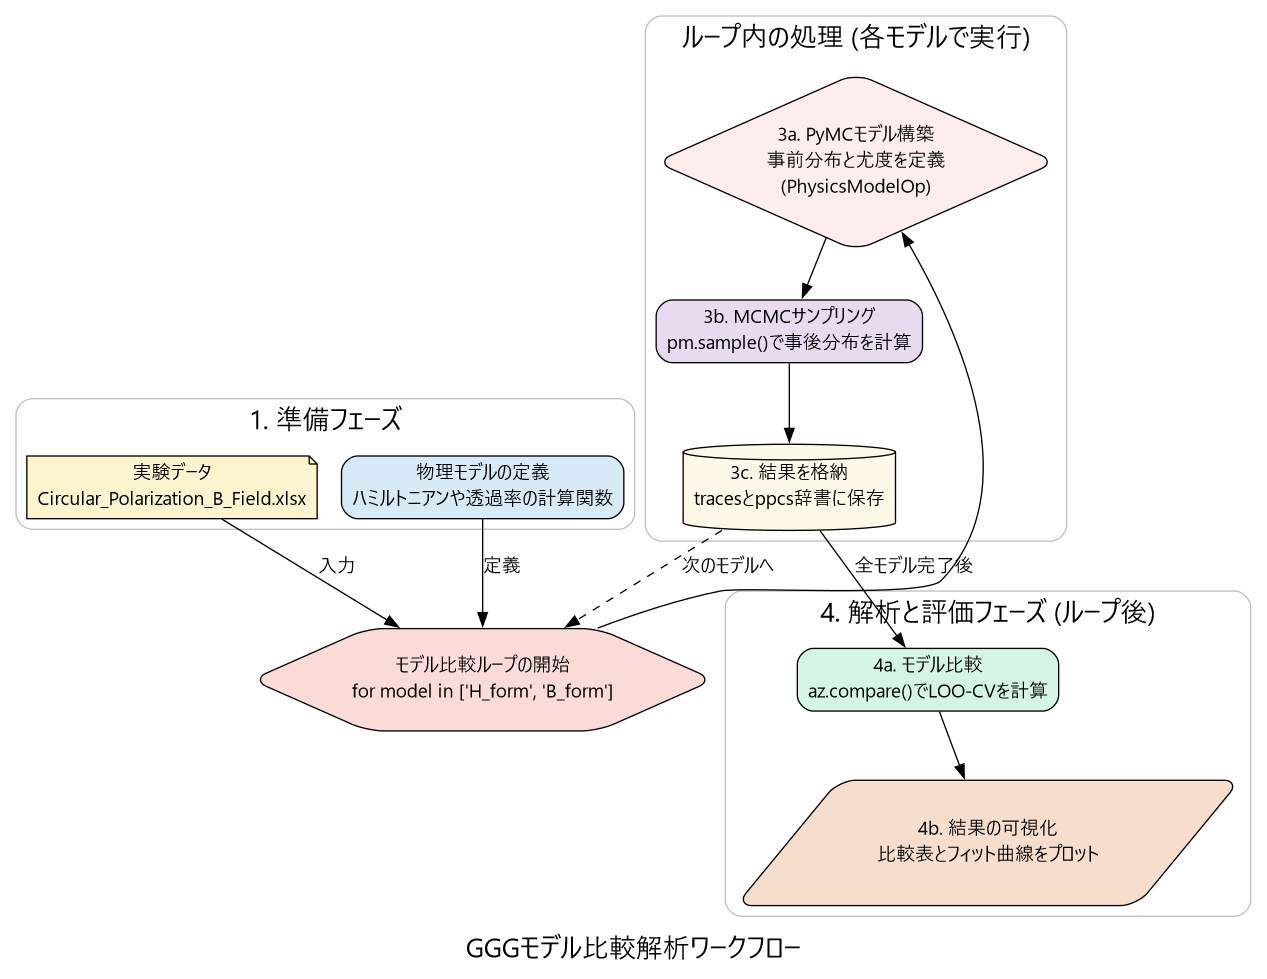 ループ内の処理 (各モデルで実行)
3a. PyMCモデル構築
事前分布と尤度を定義
(PhysicsModelOp)
3b. MCMCサンプリング
pm.sample()で事後分布を計算
3c. 結果を格納
tracesとppcs辞書に保存
1. 準備フェーズ
実験データ
Circular_Polarization_B_Field.xlsx
物理モデルの定義
ハミルトニアンや透過率の計算関数
入力
定義
次のモデルへ
全モデル完了後
モデル比較ループの開始
for model in ['H_form', 'B_form']
4. 解析と評価フェーズ (ループ後)
4a. モデル比較
az.compare()でLOO-CVを計算
4b. 結果の可視化
比較表とフィット曲線をプロット
GGGモデル比較解析ワークフロー